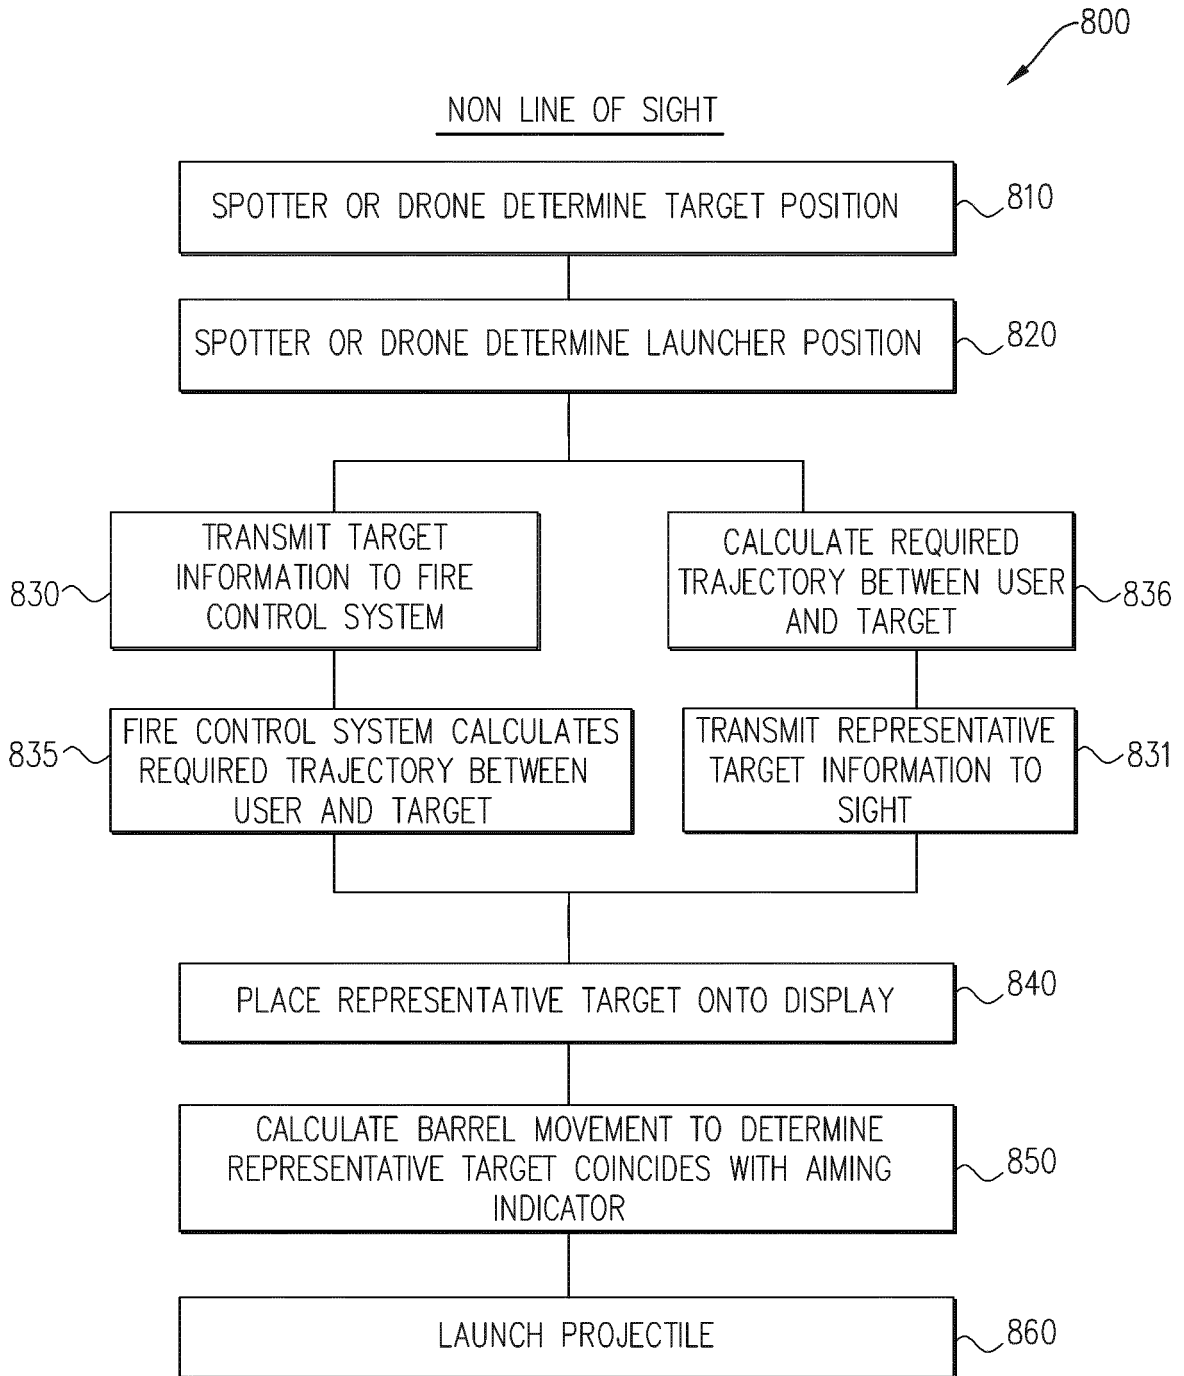 800
NON LINE OF SIGHT
SPOTTER OR DRONE DETERMINE TARGET POSITION
810
SPOTTER OR DRONE DETERMINE LAUNCHER POSITION
820
TRANSMIT TARGET
INFORMATION TO FIRE
CONTROL SYSTEM
830
CALCULATE REQUIRED
TRAJECTORY BETWEEN USER
AND TARGET
836
FIRE CONTROL SYSTEM CALCULATES
REQUIRED TRAJECTORY BETWEEN
USER AND TARGET
835
TRANSMIT REPRESENTATIVE
TARGET INFORMATION TO
SIGHT
831
PLACE REPRESENTATIVE TARGET ONTO DISPLAY
840
CALCULATE BARREL MOVEMENT TO DETERMINE
REPRESENTATIVE TARGET COINCIDES WITH AIMING
INDICATOR
850
LAUNCH PROJECTILE
860